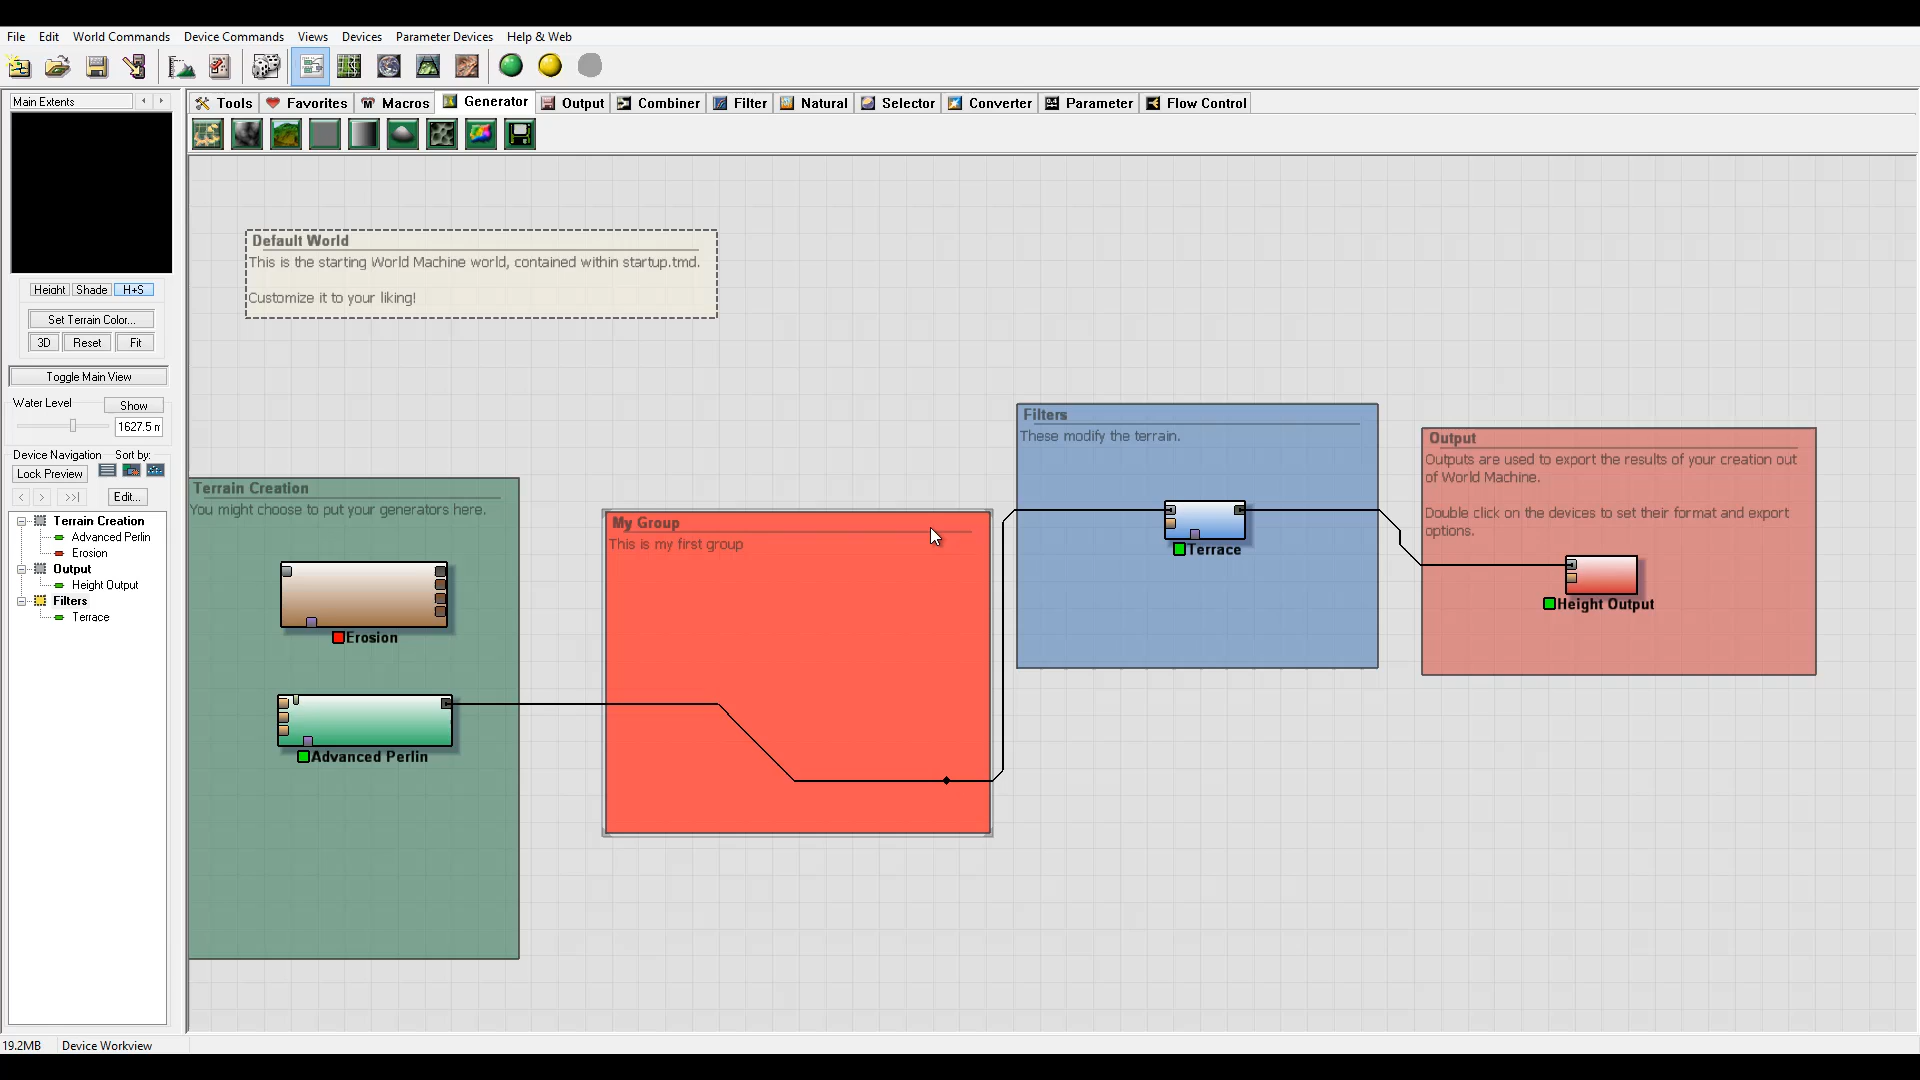 File Edit World Commands Device Commands Views Devices Parameter Devices Help & Web
Main Extents
Tools Favorites Macros Generator Output Combiner Filter Natural Selector Converter Parameter Flow Control
Height Shade H+S
Set Terrain Color...
3D Reset Fit
Toggle Main View
Water Level Show
1627.5 m
Device Navigation Sort by:
Lock Preview
< > >>| Edit...
Terrain Creation
Advanced Perlin
Erosion
Output
Height Output
Filters
Terrace
Default World
This is the starting World Machine world, contained within startup.tmd.
Customize it to your liking!
Terrain Creation
You might choose to put your generators here.
Erosion
Advanced Perlin
My Group
This is my first group
Filters
These modify the terrain.
Terrace
Output
Outputs are used to export the results of your creation out
of World Machine.
Double click on the devices to set their format and export
options.
Height Output
19.2MB Device Workview